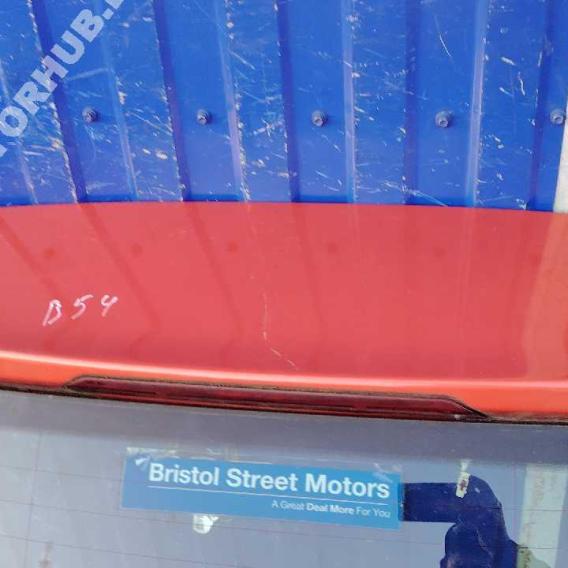 ORHUB.
B54
Bristol Street Motors
A Great Deal More For You